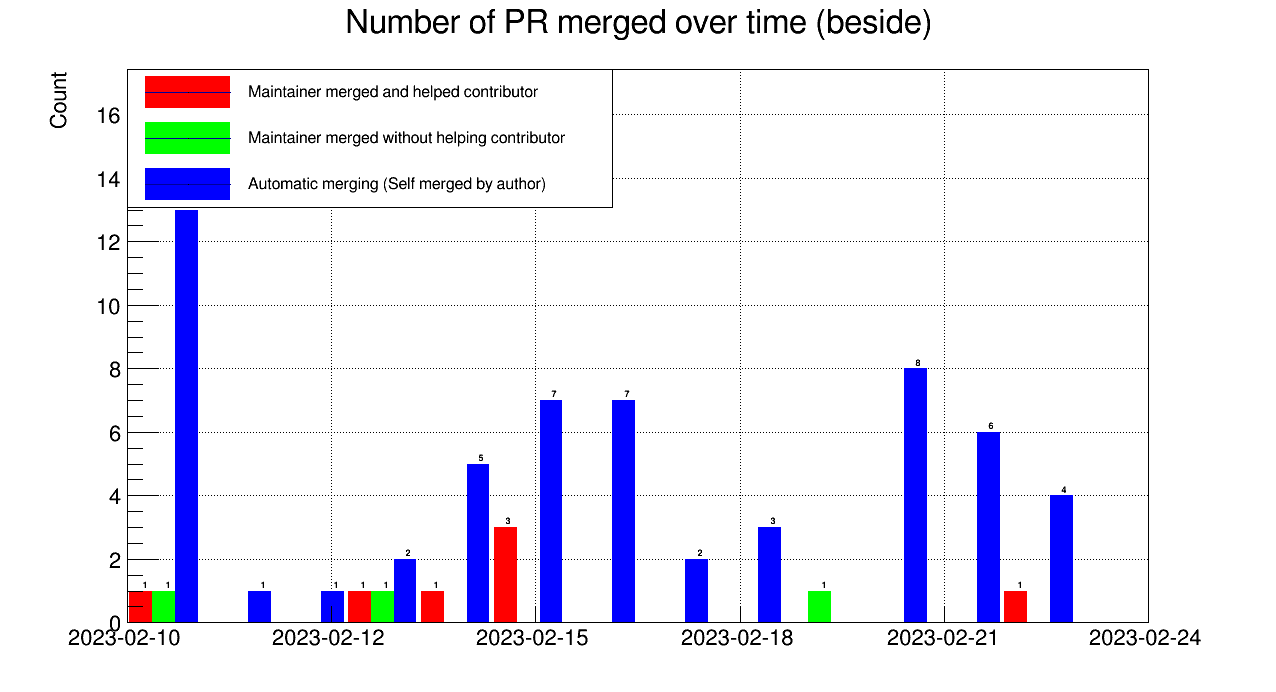 Number of PR merged over time (beside)
Count
Maintainer merged and helped contributor
Maintainer merged without helping contributor
Automatic merging (Self merged by author)
16
14
12
10
8
6
4
2
0
1 1 1 1 1 1 2 1 5 3 7 7 2 3 1 8 6 1 4
2023-02-10 2023-02-12 2023-02-15 2023-02-18 2023-02-21 2023-02-24